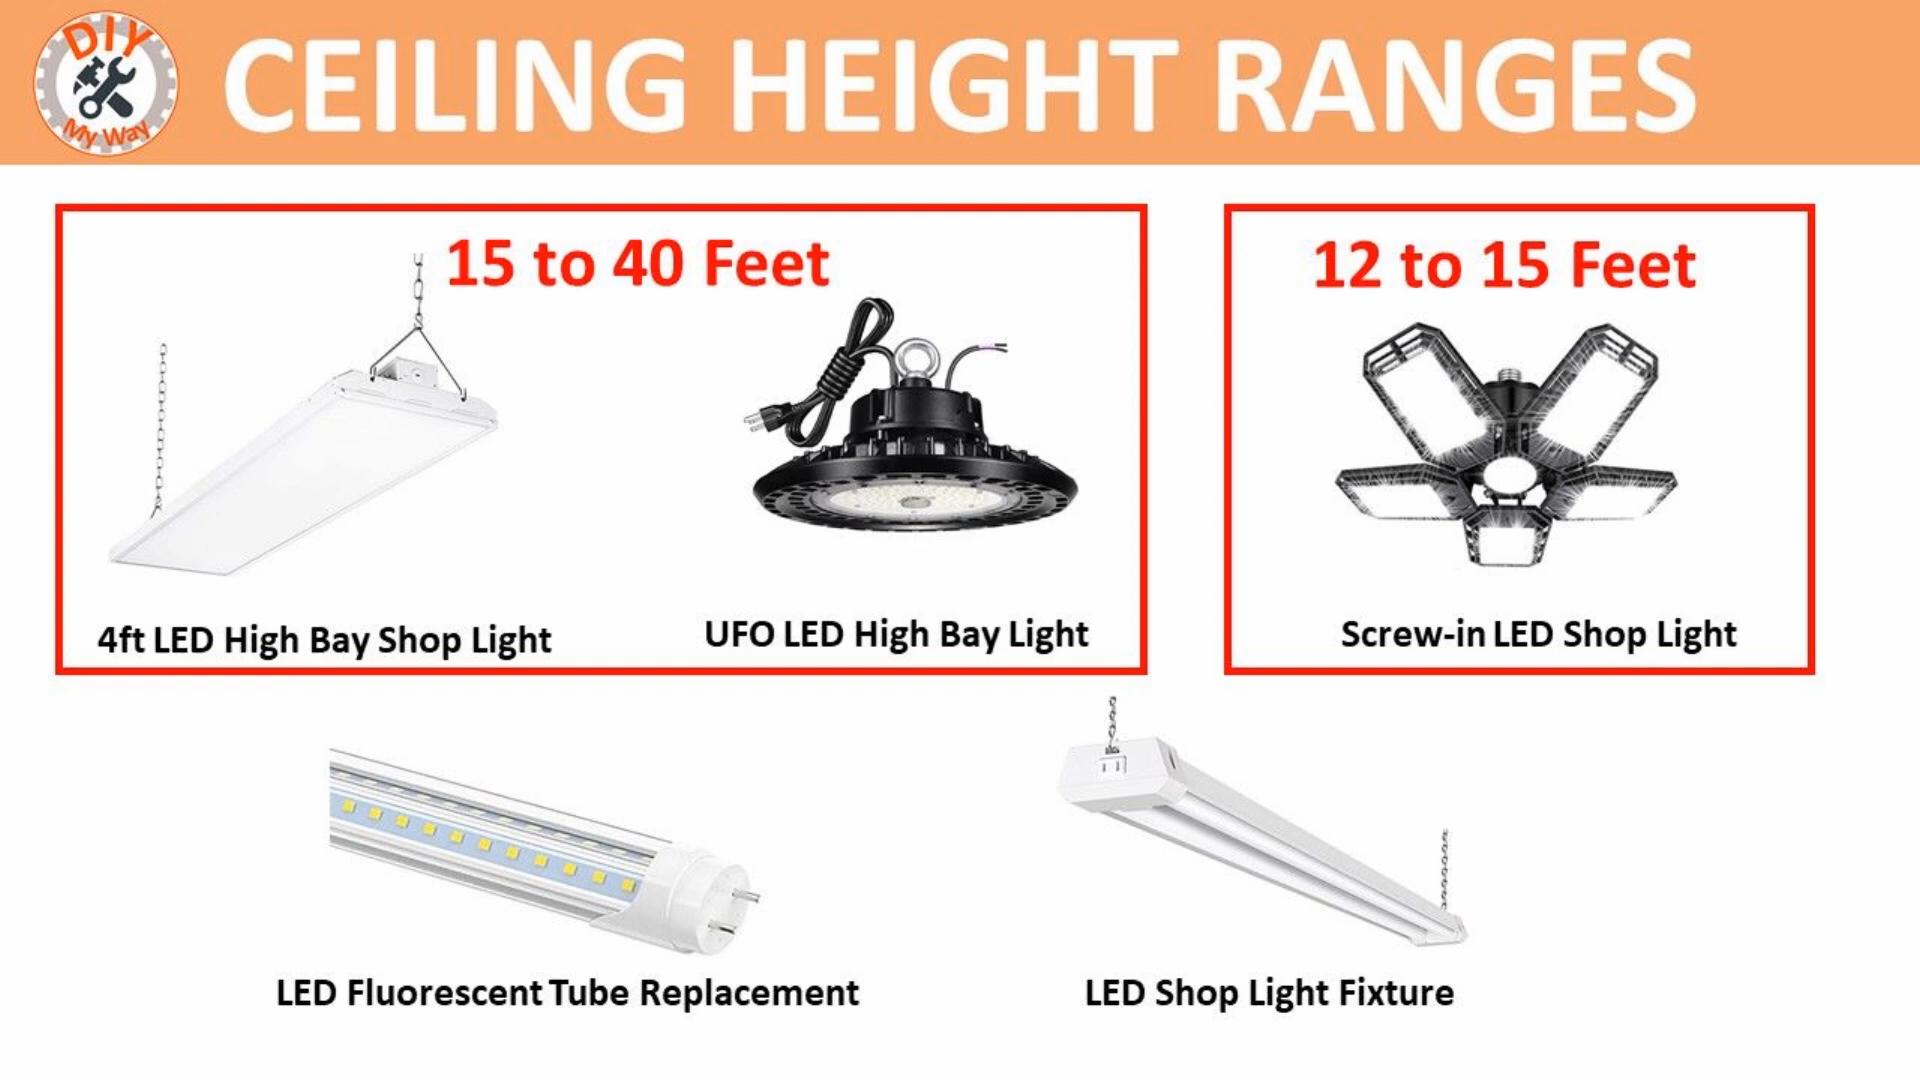 DIY
My Way
CEILING HEIGHT RANGES
15 to 40 Feet
12 to 15 Feet
4ft LED High Bay Shop Light
UFO LED High Bay Light
Screw-in LED Shop Light
LED Fluorescent Tube Replacement
LED Shop Light Fixture